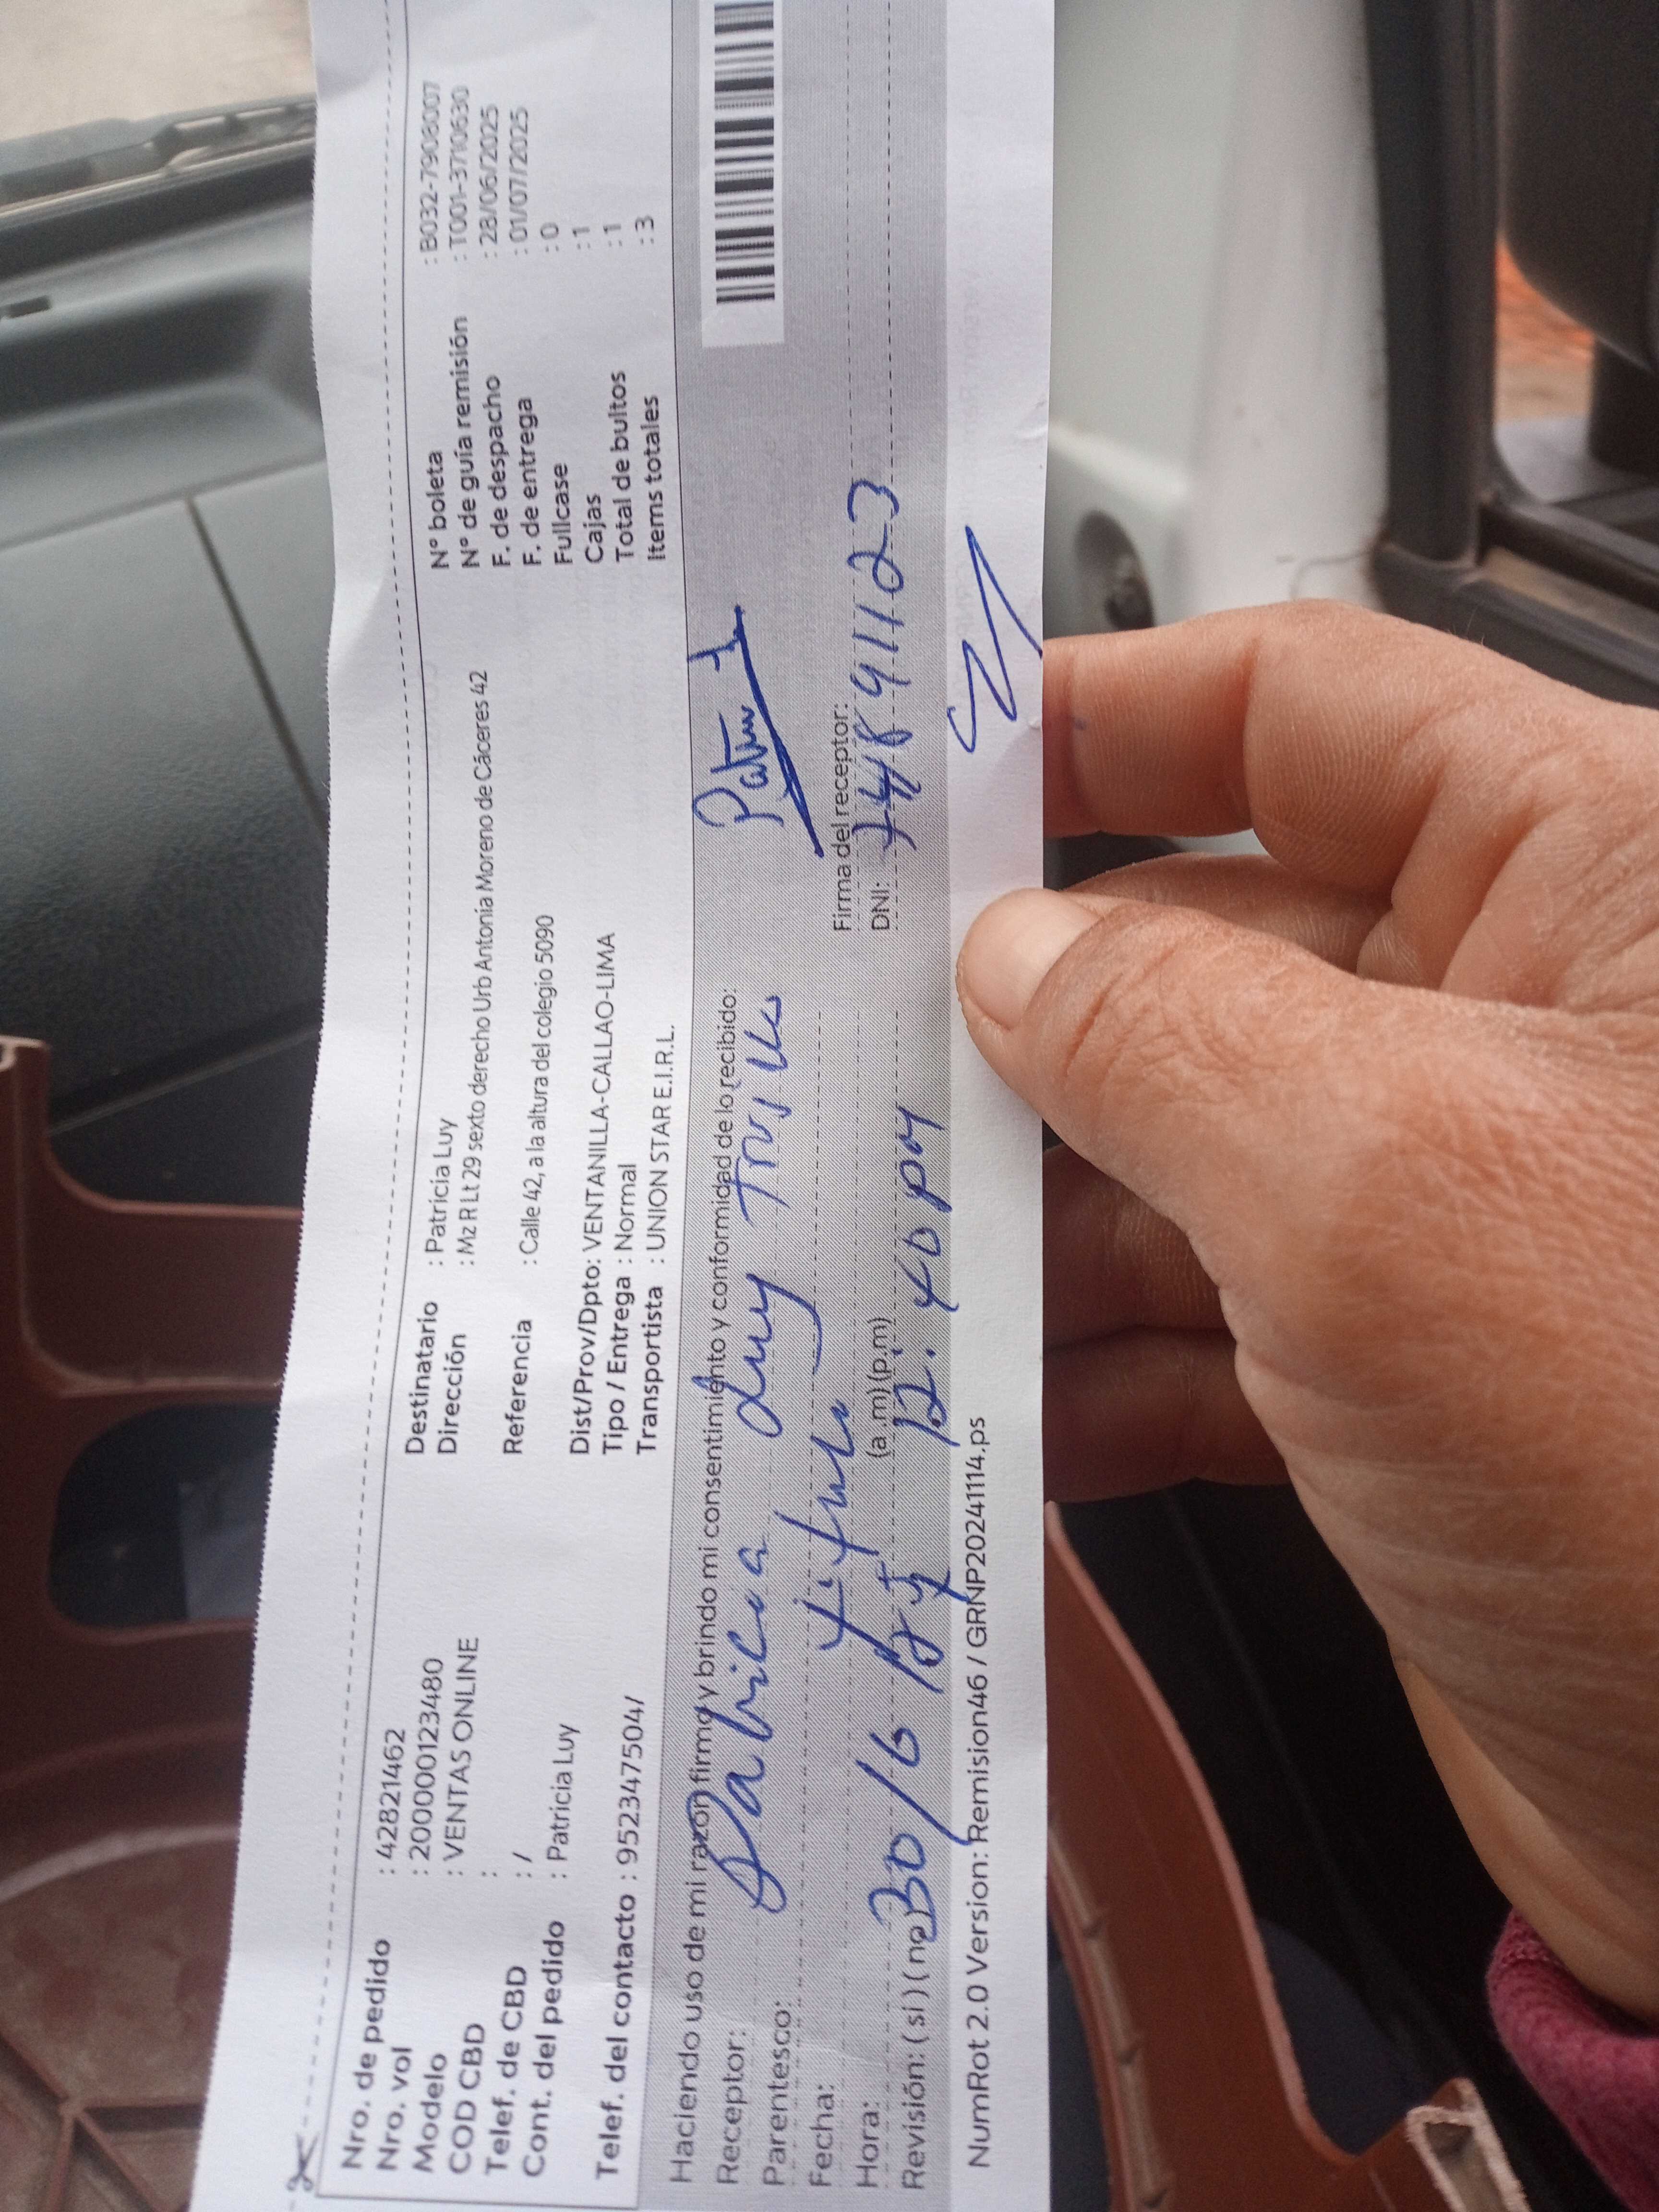 Nro. de pedido : 42821462
Nro. vol : 200000123480
Modelo : VENTAS ONLINE
COD CBD :
Telef. de CBD : /
Cont. del pedido : Patricia Luy
Telef. del contacto : 952347504/
Destinatario : Patricia Luy
Dirección : Mz R Lt 29 sexto derecho Urb Antonia Moreno de Cáceres 42
Referencia : Calle 42, a la altura del colegio 5090
Dist/Prov/Dpto: VENTANILLA-CALLAO-LIMA
Tipo / Entrega : Normal
Transportista : UNION STAR E.I.R.L.
N° boleta : B032-7908007
N° de guía remisión : T001-3710630
F. de despacho : 28/06/2025
F. de entrega : 01/07/2025
Fullcase : 0
Cajas : 1
Total de bultos : 1
Items totales : 3
Haciendo uso de mi razón firmo y brindo mi consentimiento y conformidad de lo recibido:
Receptor: Patricia Luy
Parentesco:
Fecha: 30/6
Hora: (a.m) (p.m) 12:40 pm
Revisión: ( si ) ( no )
Firma del receptor:
DNI: 74891123
NumRot 2.0 Version: Remision46 / GRNP20241114.ps